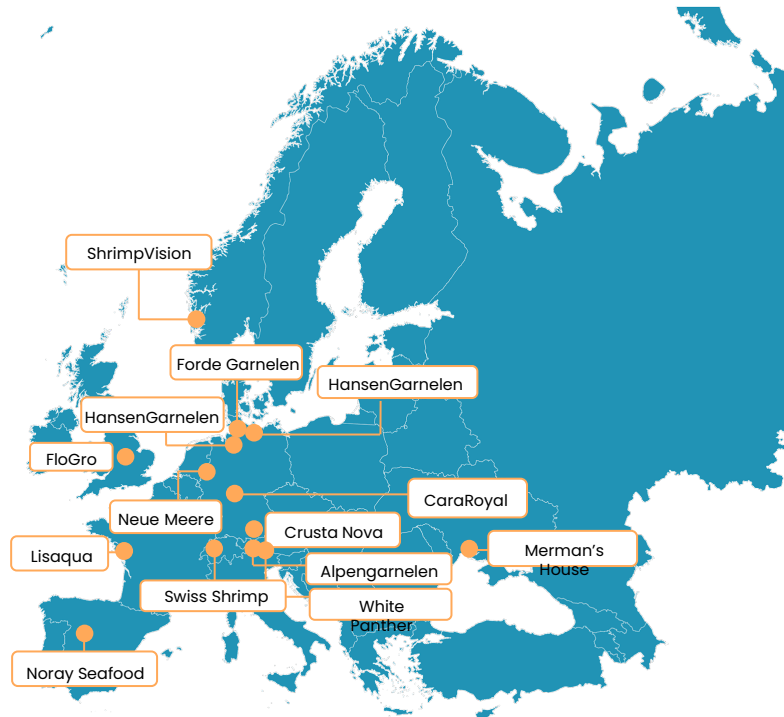 ShrimpVision
Forde Garnelen
HansenGarnelen
HansenGarnelen
FloGro
CaraRoyal
Neue Meere
Crusta Nova
Lisaqua
Merman's
House
Alpengarnelen
Swiss Shrimp
White
Panther
Noray Seafood